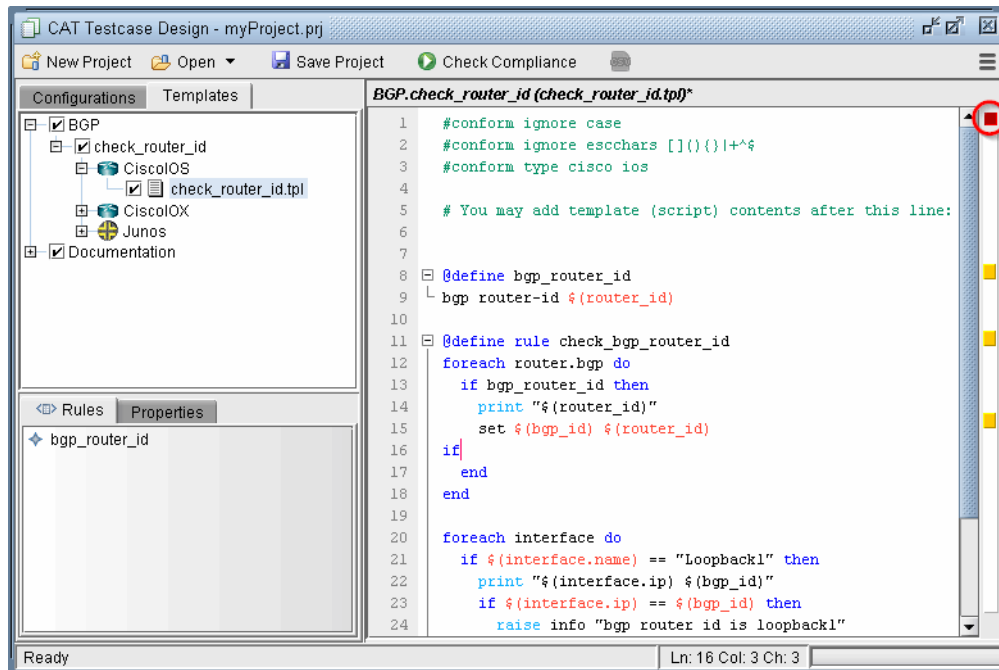 CAT Testcase Design - myProject.prj
New Project Open Save Project Check Compliance
Configurations Templates
BGP
check_router_id
CiscoIOS
check_router_id.tpl
CiscoIOX
Junos
Documentation
Rules Properties
bgp_router_id
BGP.check_router_id (check_router_id.tpl)*
1 #conform ignore case
2 #conform ignore escchars [](){}|+^$
3 #conform type cisco ios
4
5 # You may add template (script) contents after this line:
6
7
8 @define bgp_router_id
9 bgp router-id $(router_id)
10
11 @define rule check_bgp_router_id
12 foreach router.bgp do
13 if bgp_router_id then
14 print "$(router_id)"
15 set $(bgp_id) $(router_id)
16 if
17 end
18 end
19
20 foreach interface do
21 if $(interface.name) == "Loopback1" then
22 print "$(interface.ip) $(bgp_id)"
23 if $(interface.ip) == $(bgp_id) then
24 raise info "bgp router id is loopback1"
Ready
Ln: 16 Col: 3 Ch: 3